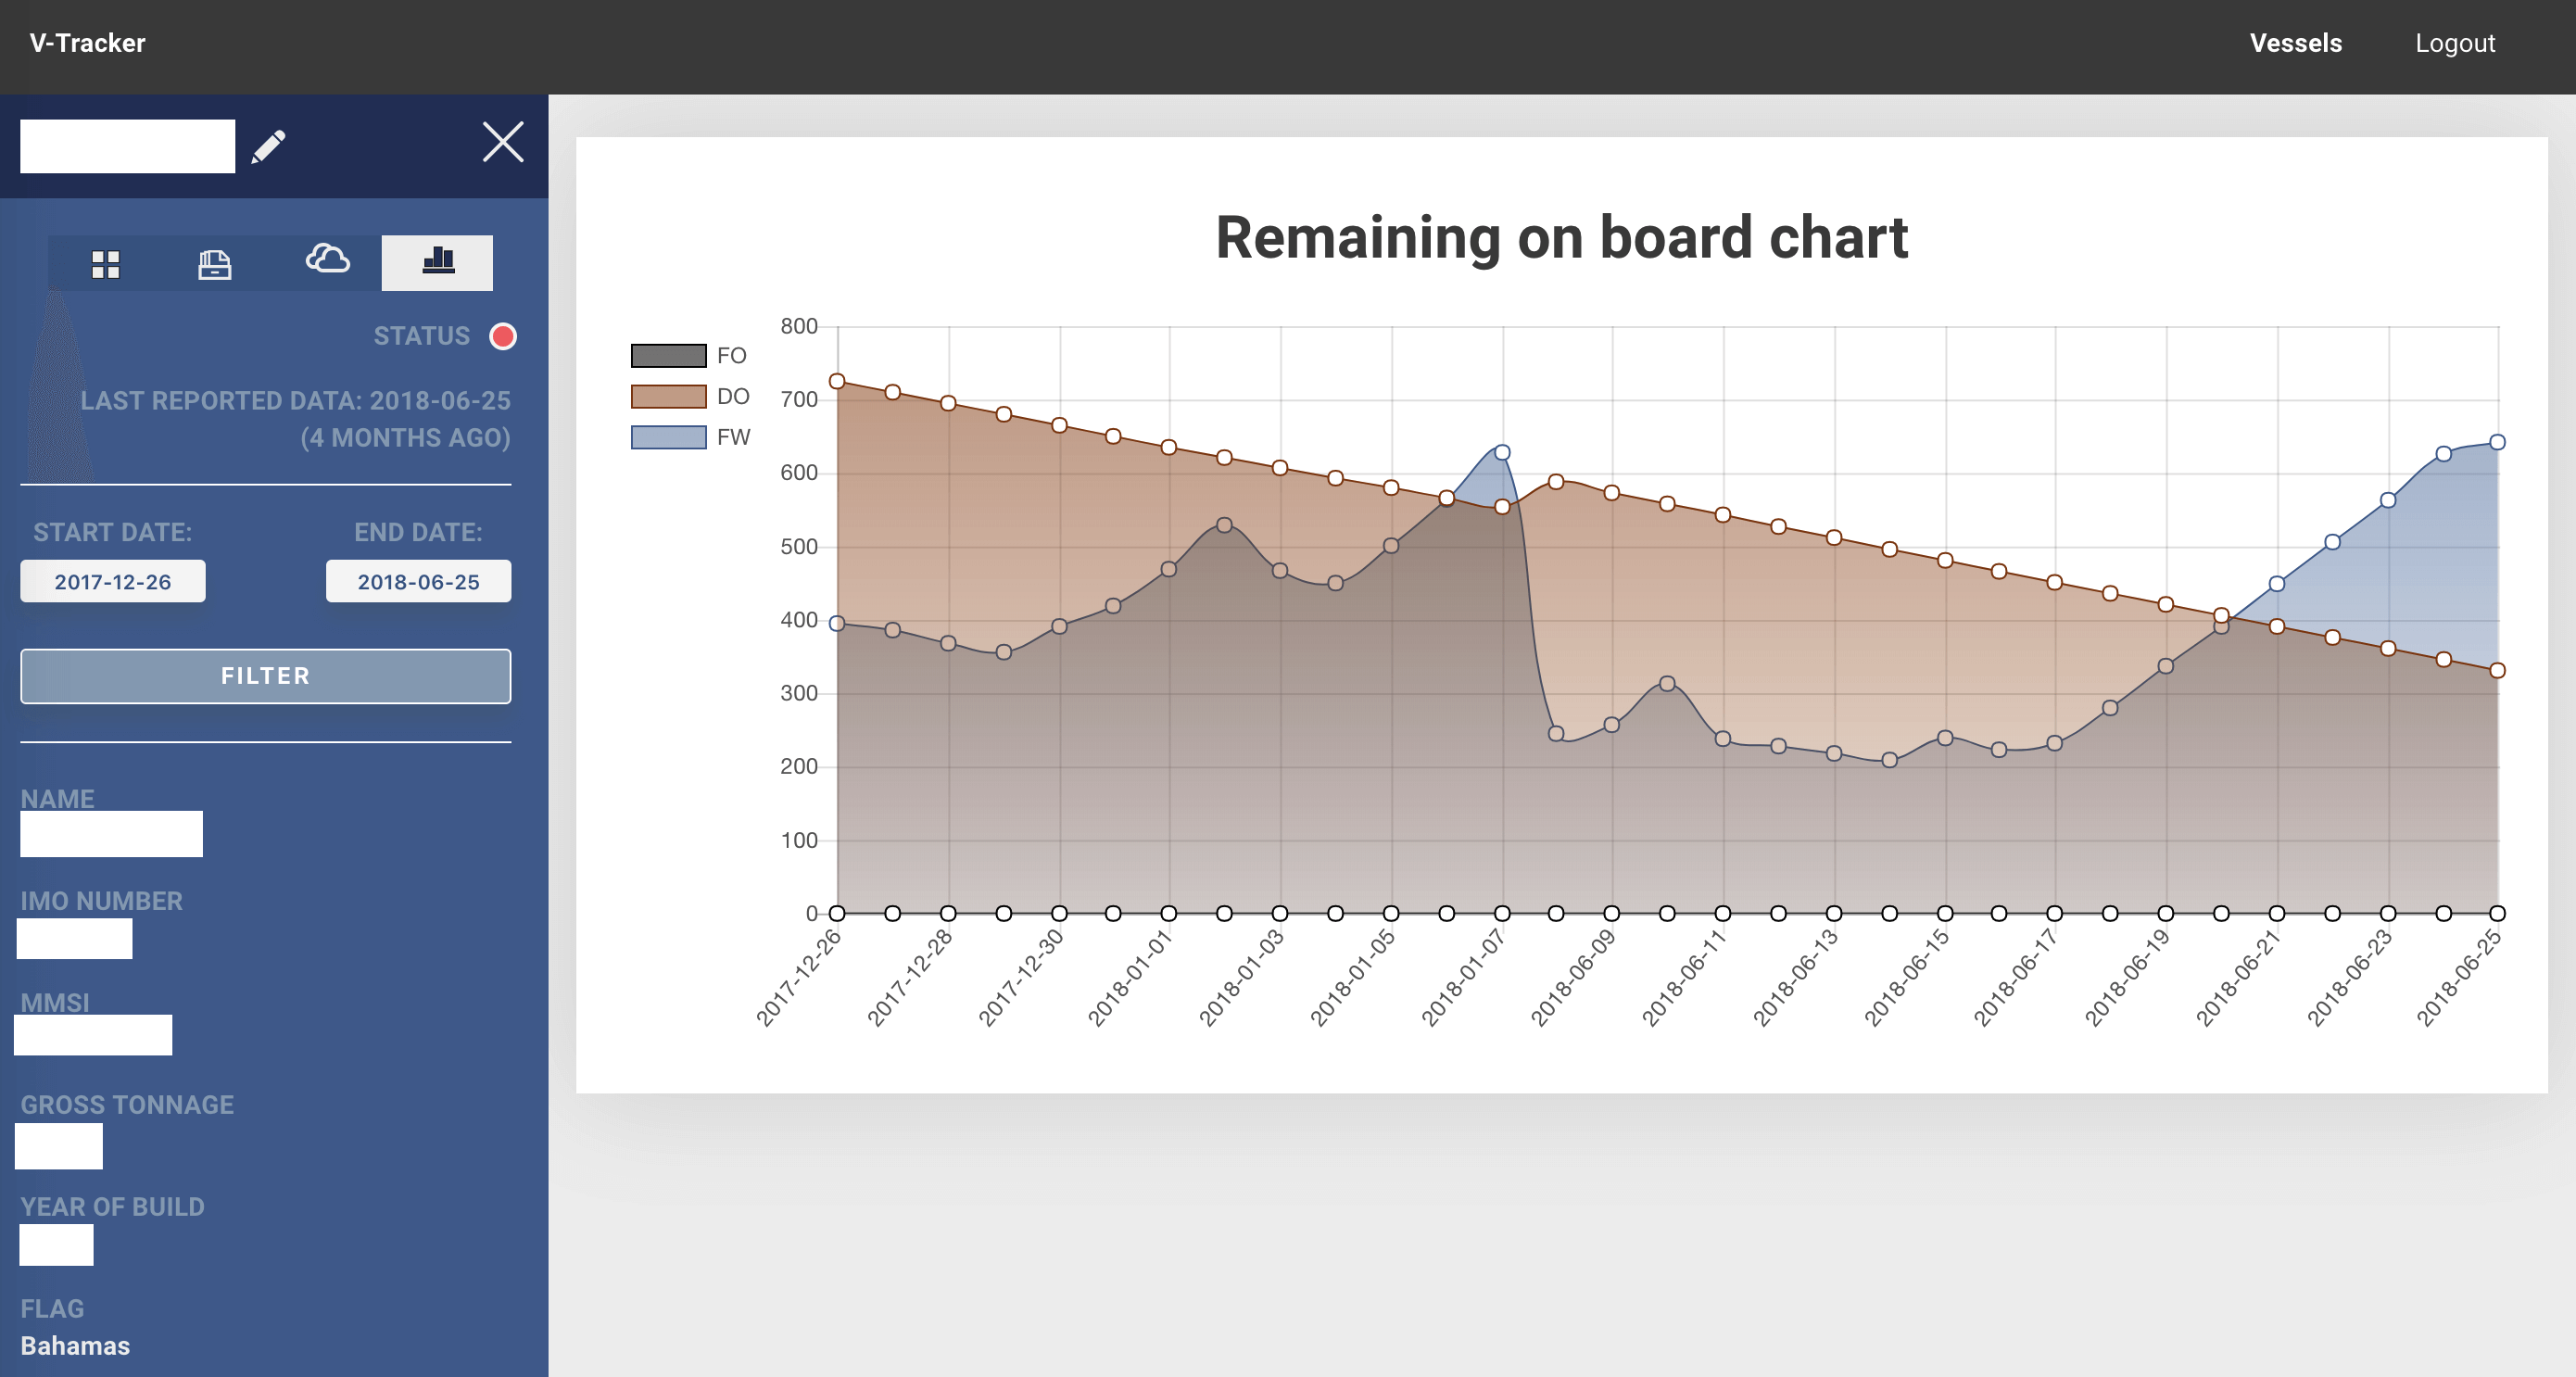 V-Tracker
Vessels
Logout
STATUS
LAST REPORTED DATA: 2018-06-25
(4 MONTHS AGO)
START DATE:
END DATE:
2017-12-26
2018-06-25
FILTER
NAME
IMO NUMBER
MMSI
GROSS TONNAGE
YEAR OF BUILD
FLAG
Bahamas
Remaining on board chart
FO
DO
FW
800
700
600
500
400
300
200
100
0
2017-12-26
2017-12-28
2017-12-30
2018-01-01
2018-01-03
2018-01-05
2018-01-07
2018-06-09
2018-06-11
2018-06-13
2018-06-15
2018-06-17
2018-06-19
2018-06-21
2018-06-23
2018-06-25